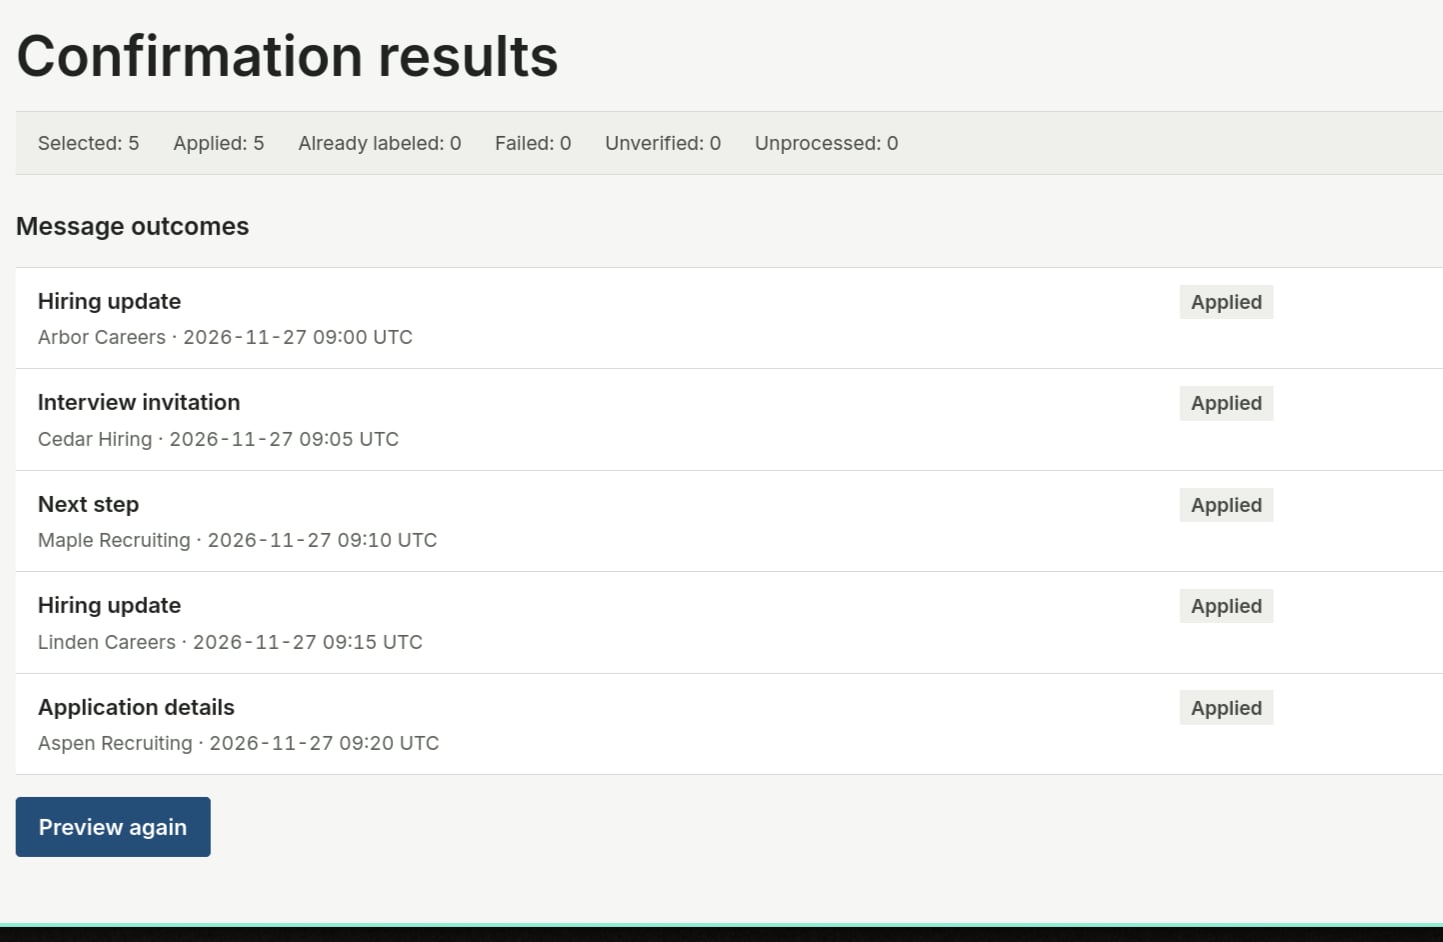 Confirmation results
Selected: 5 Applied: 5 Already labeled: 0 Failed: 0 Unverified: 0 Unprocessed: 0
Message outcomes
Hiring update
Applied
Arbor Careers · 2026-11-27 09:00 UTC
Interview invitation
Applied
Cedar Hiring · 2026-11-27 09:05 UTC
Next step
Applied
Maple Recruiting · 2026-11-27 09:10 UTC
Hiring update
Applied
Linden Careers · 2026-11-27 09:15 UTC
Application details
Applied
Aspen Recruiting · 2026-11-27 09:20 UTC
Preview again